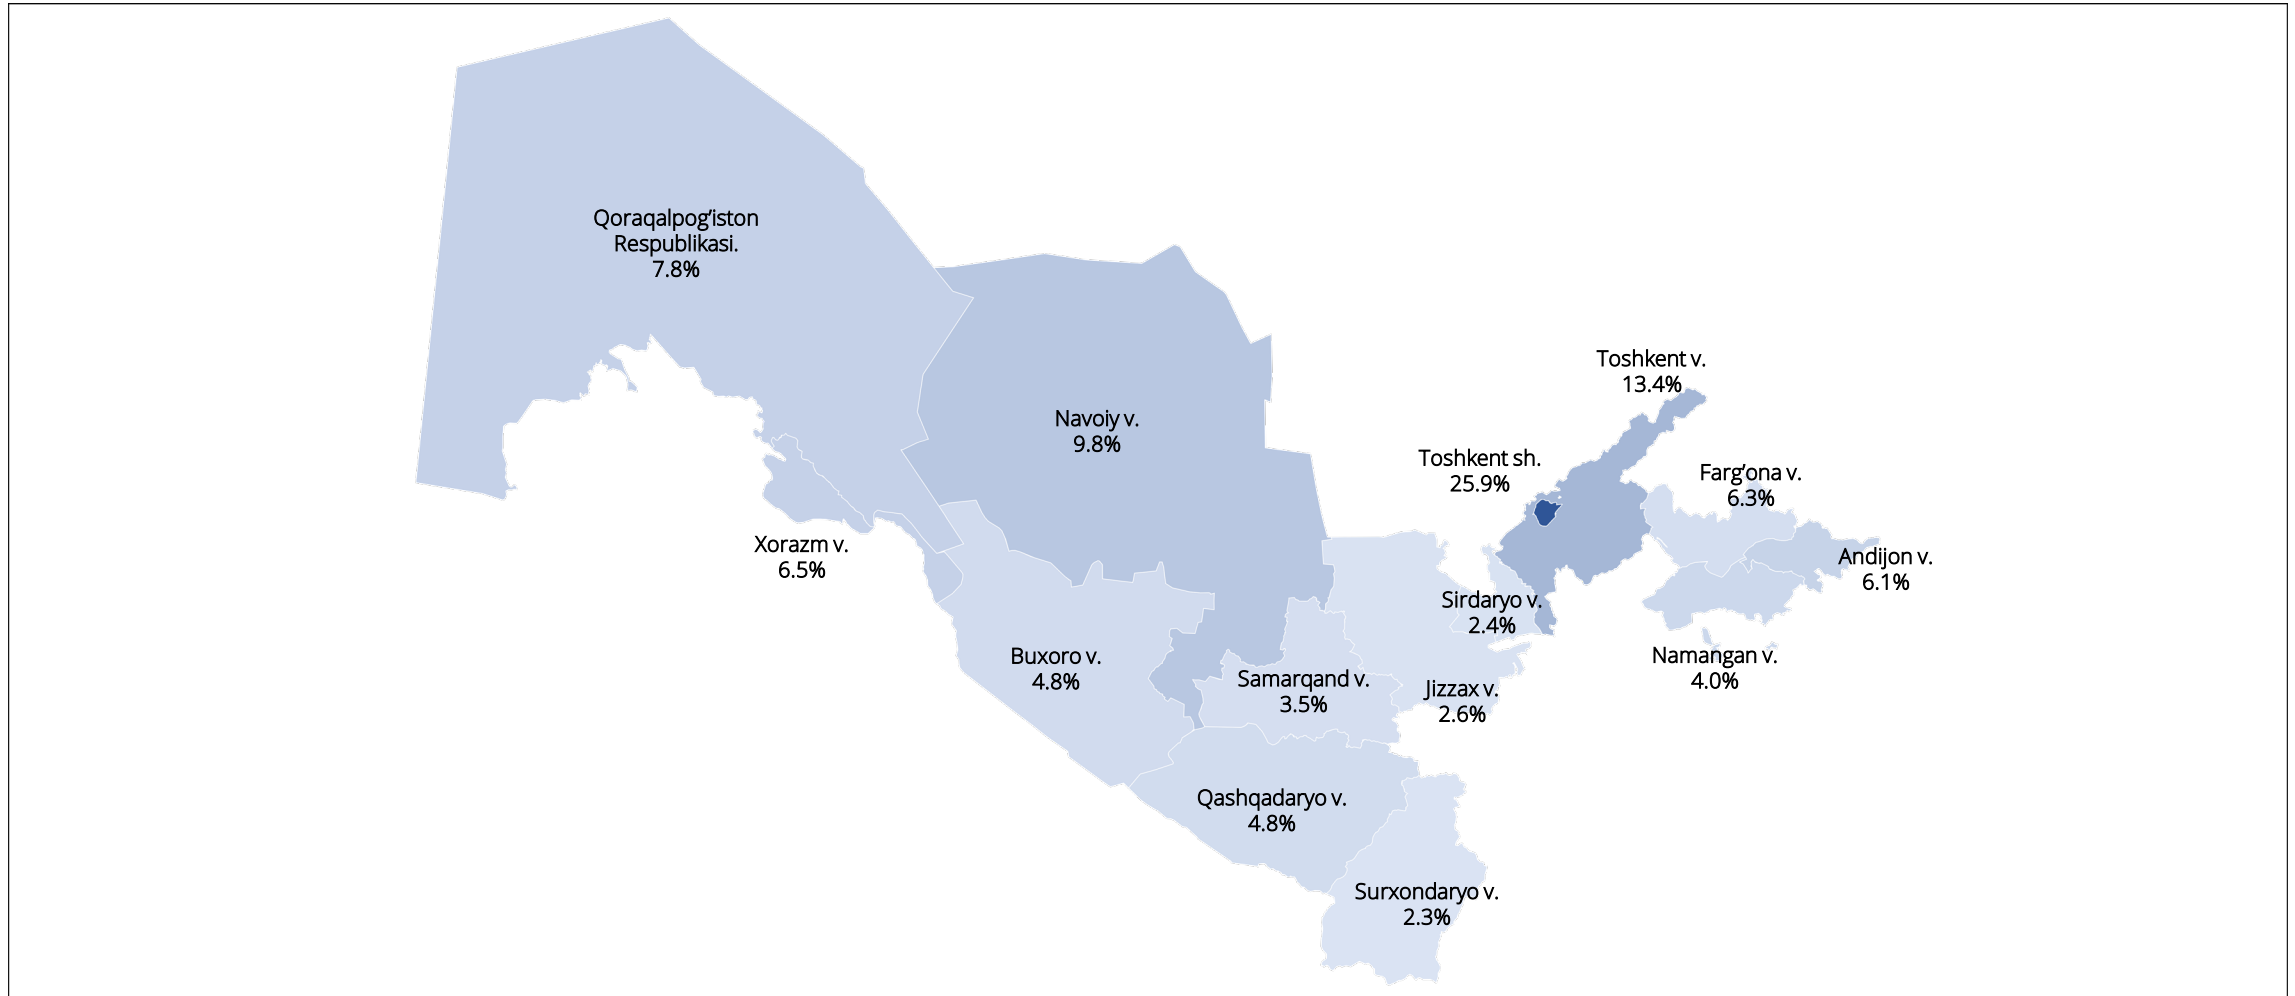 Qoraqalpog’iston
Respublikasi.
7.8%
Navoiy v.
9.8%
Toshkent v.
13.4%
Toshkent sh.
25.9%
Farg’ona v.
6.3%
Xorazm v.
6.5%
Andijon v.
6.1%
Sirdaryo v.
2.4%
Buxoro v.
4.8%
Samarqand v.
3.5%
Jizzax v.
2.6%
Namangan v.
4.0%
Qashqadaryo v.
4.8%
Surxondaryo v.
2.3%